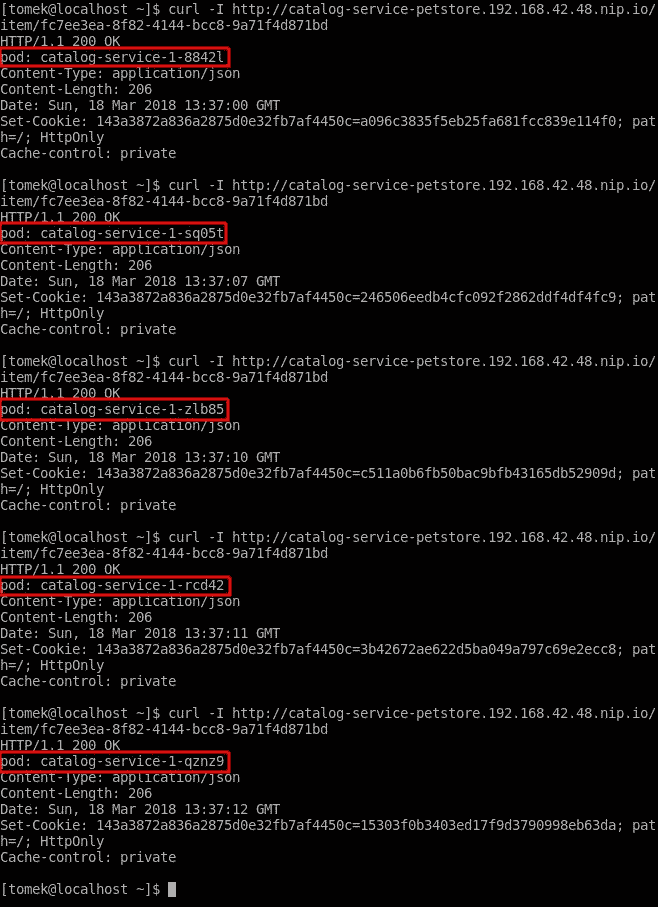 [tomek@localhost ~]$ curl -I http://catalog-service-petstore.192.168.42.48.nip.io/
item/fc7ee3ea-8f82-4144-bcc8-9a71f4d871bd
HTTP/1.1 200 OK
pod: catalog-service-1-8842l
Content-Type: application/json
Content-Length: 206
Date: Sun, 18 Mar 2018 13:37:00 GMT
Set-Cookie: 143a3872a836a2875d0e32fb7af4450c=a096c3835f5eb25fa681fcc839e114f0; pat
h=/; HttpOnly
Cache-control: private
[tomek@localhost ~]$ curl -I http://catalog-service-petstore.192.168.42.48.nip.io/
item/fc7ee3ea-8f82-4144-bcc8-9a71f4d871bd
HTTP/1.1 200 OK
pod: catalog-service-1-sq05t
Content-Type: application/json
Content-Length: 206
Date: Sun, 18 Mar 2018 13:37:07 GMT
Set-Cookie: 143a3872a836a2875d0e32fb7af4450c=246506eedb4cfc092f2862ddf4df4fc9; pat
h=/; HttpOnly
Cache-control: private
[tomek@localhost ~]$ curl -I http://catalog-service-petstore.192.168.42.48.nip.io/
item/fc7ee3ea-8f82-4144-bcc8-9a71f4d871bd
HTTP/1.1 200 OK
pod: catalog-service-1-zlb85
Content-Type: application/json
Content-Length: 206
Date: Sun, 18 Mar 2018 13:37:10 GMT
Set-Cookie: 143a3872a836a2875d0e32fb7af4450c=c511a0b6fb50bac9bfb43165db52909d; pat
h=/; HttpOnly
Cache-control: private
[tomek@localhost ~]$ curl -I http://catalog-service-petstore.192.168.42.48.nip.io/
item/fc7ee3ea-8f82-4144-bcc8-9a71f4d871bd
HTTP/1.1 200 OK
pod: catalog-service-1-rcd42
Content-Type: application/json
Content-Length: 206
Date: Sun, 18 Mar 2018 13:37:11 GMT
Set-Cookie: 143a3872a836a2875d0e32fb7af4450c=3b42672ae622d5ba049a797c69e2ecc8; pat
h=/; HttpOnly
Cache-control: private
[tomek@localhost ~]$ curl -I http://catalog-service-petstore.192.168.42.48.nip.io/
item/fc7ee3ea-8f82-4144-bcc8-9a71f4d871bd
HTTP/1.1 200 OK
pod: catalog-service-1-qznz9
Content-Type: application/json
Content-Length: 206
Date: Sun, 18 Mar 2018 13:37:12 GMT
Set-Cookie: 143a3872a836a2875d0e32fb7af4450c=15303f0b3403ed17f9d3790998eb63da; pat
h=/; HttpOnly
Cache-control: private
[tomek@localhost ~]$